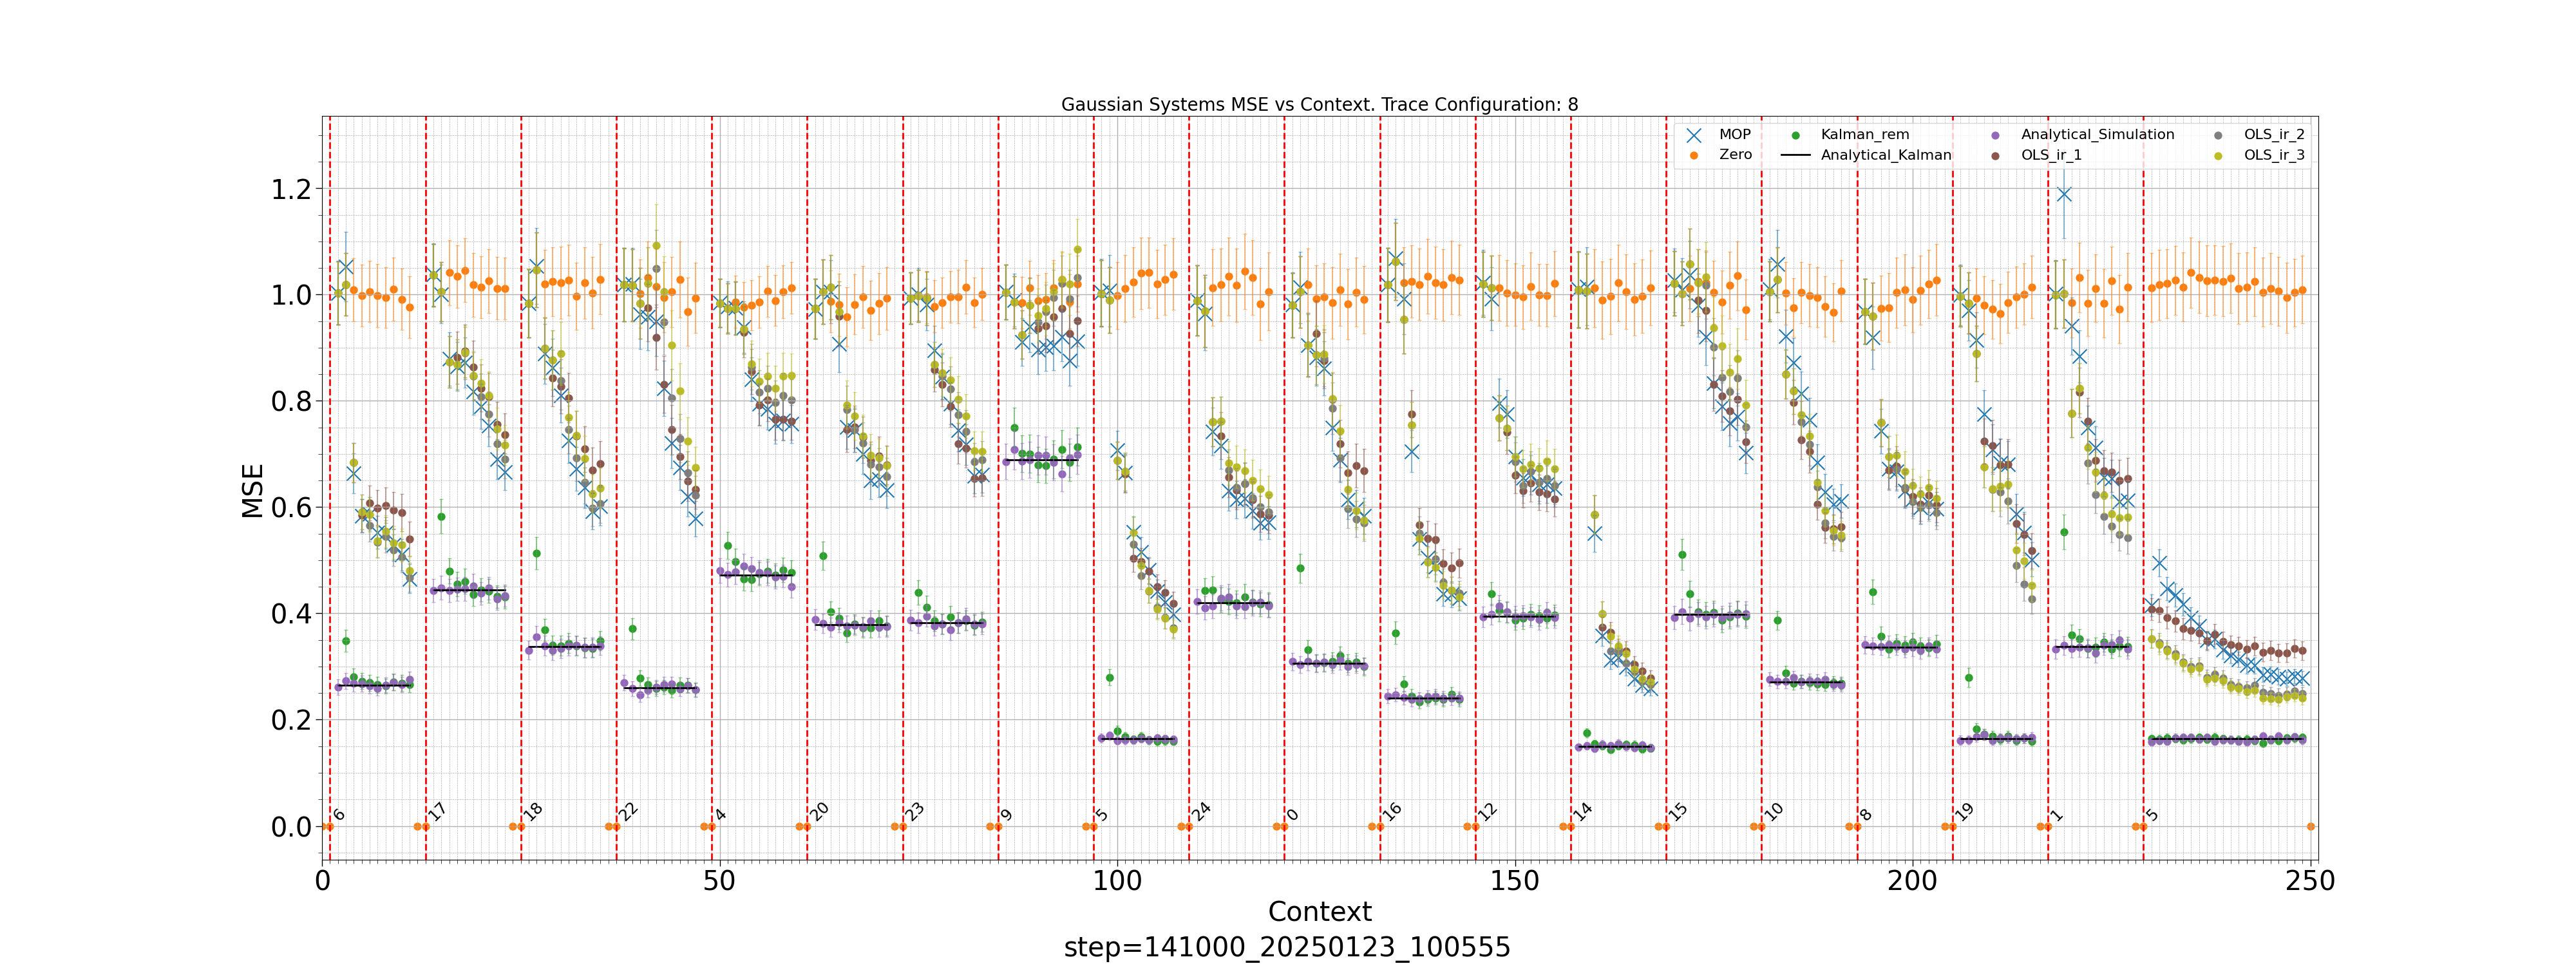 Gaussian Systems MSE vs Context. Trace Configuration: 8
MOP
Zero
Kalman_rem
Analytical_Kalman
Analytical_Simulation
OLS_ir_1
OLS_ir_2
OLS_ir_3
MSE
1.2
1.0
0.8
0.6
0.4
0.2
0.0
6 17 18 22 4 20 23 9 5 24 0 16 12 14 15 10 8 19 1 5
0 50 100 150 200 250
Context
step=141000_20250123_100555